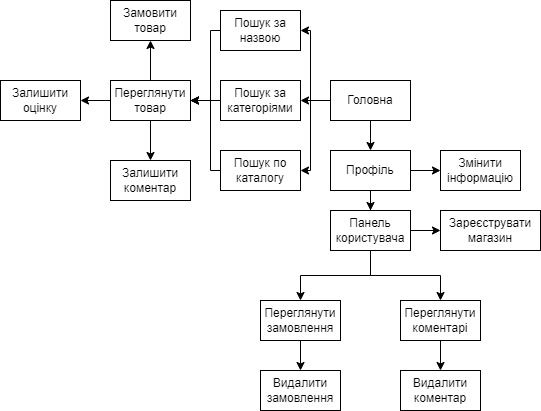 Замовити
товар
Пошук за
назвою
Залишити
оцінку
Переглянути
товар
Пошук за
категоріями
Головна
Залишити
коментар
Пошук по
каталогу
Профіль
Змінити
інформацію
Панель
користувача
Зареєструвати
магазин
Переглянути
замовлення
Переглянути
коментарі
Видалити
замовлення
Видалити
коментар